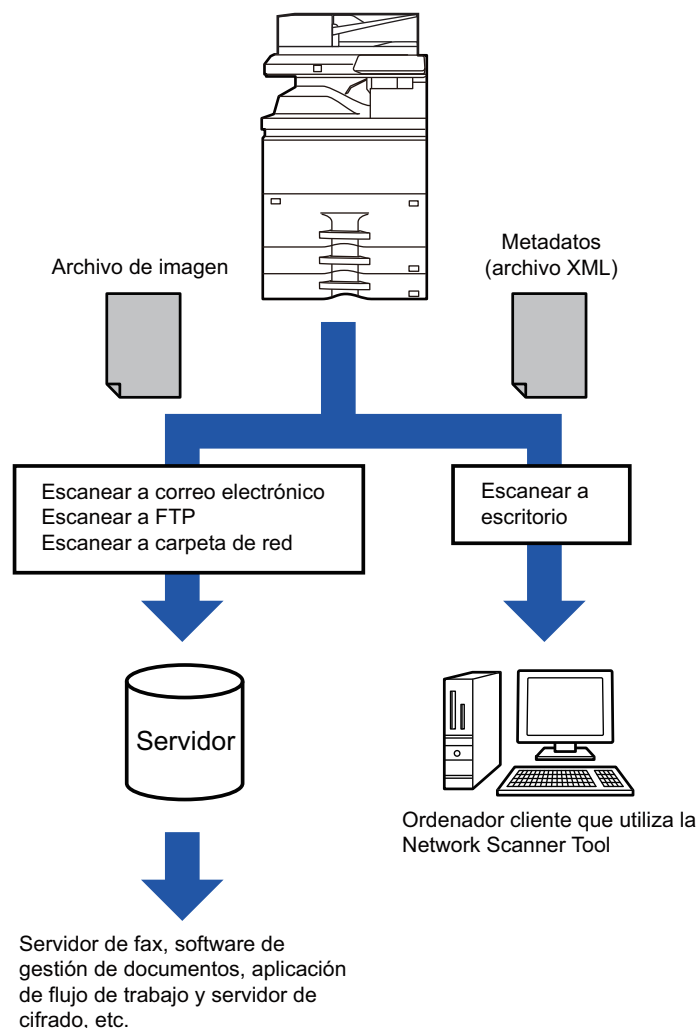 Archivo de imagen
Metadatos
(archivo XML)
Escanear a correo electrónico
Escanear a FTP
Escanear a carpeta de red
Escanear a
escritorio
Servidor
Ordenador cliente que utiliza la
Network Scanner Tool
Servidor de fax, software de
gestión de documentos, aplicación
de flujo de trabajo y servidor de
cifrado, etc.